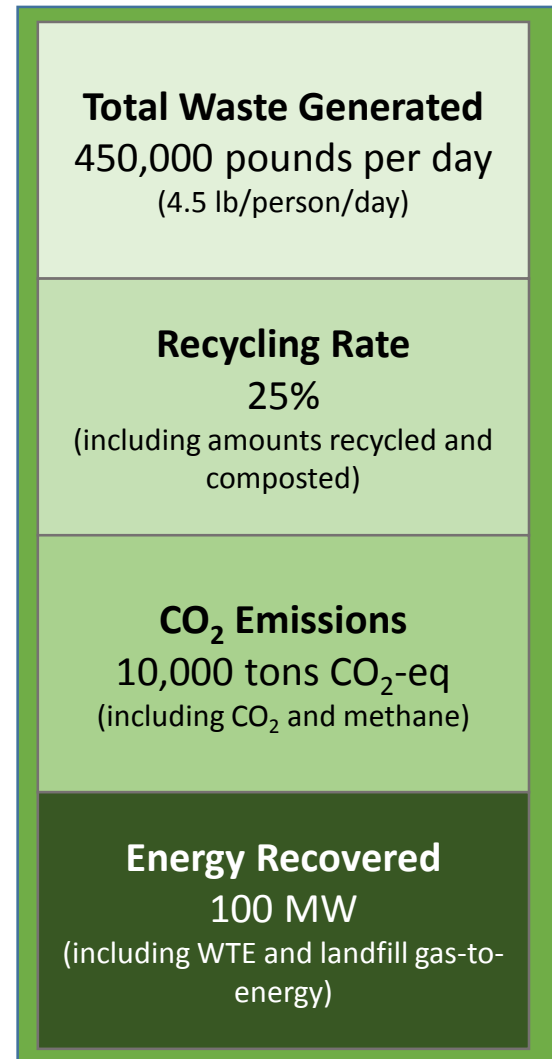 Total Waste Generated
450,000 pounds per day
(4.5 lb/person/day)
Recycling Rate
25%
(including amounts recycled and
composted)
CO₂ Emissions
10,000 tons CO₂-eq
(including CO₂ and methane)
Energy Recovered
100 MW
(including WTE and landfill gas-to-
energy)